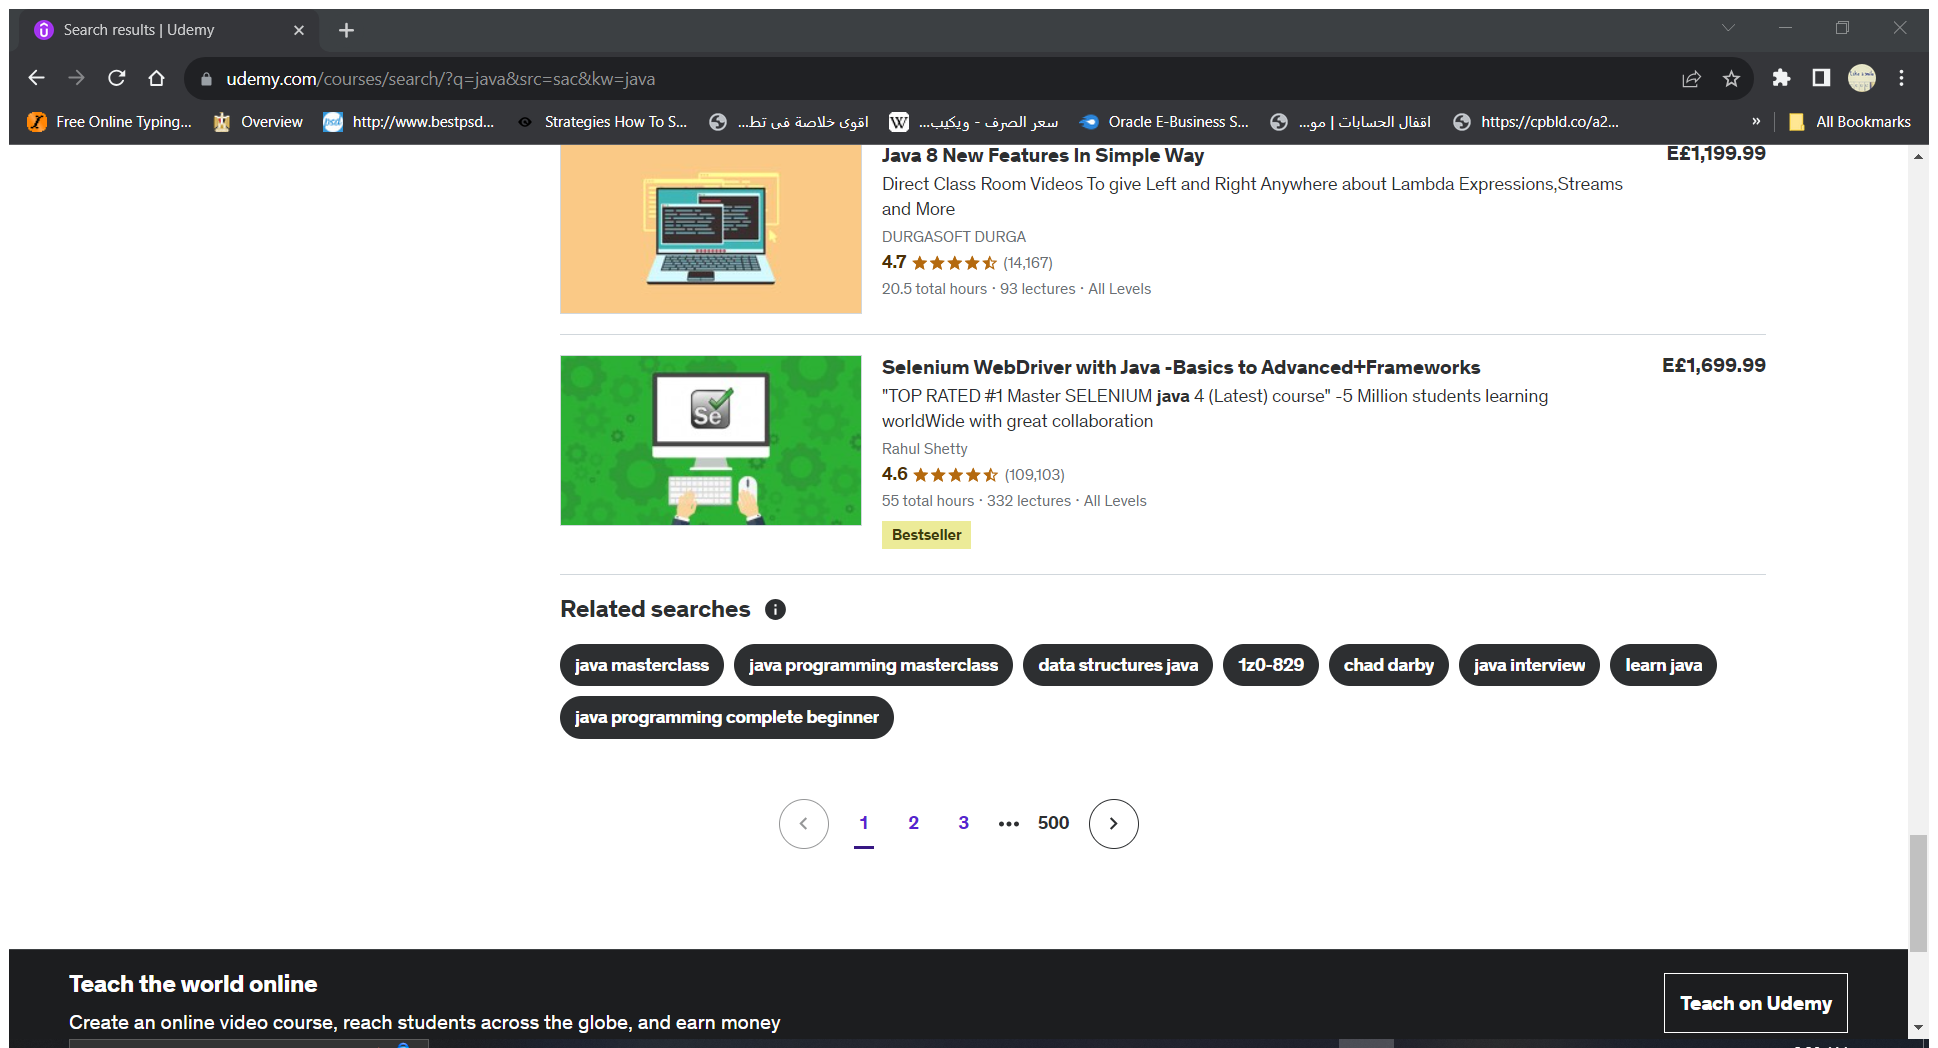 Search results | Udemy
udemy.com/courses/search/?q=java&src=sac&kw=java
Free Online Typing...
Overview
http://www.bestpsd...
Strategies How To S...
اقوى خلاصة فى تط...
W
سعر الصرف - ويكيب...
Oracle E-Business S...
اقفال الحسابات | مو...
https://cpbld.co/a2...
»
All Bookmarks
Java 8 New Features In Simple Way
E£1,199.99
Direct Class Room Videos To give Left and Right Anywhere about Lambda Expressions,Streams
and More
DURGASOFT DURGA
4.7 (14,167)
20.5 total hours · 93 lectures · All Levels
Se
Selenium WebDriver with Java -Basics to Advanced+Frameworks
E£1,699.99
"TOP RATED #1 Master SELENIUM java 4 (Latest) course" -5 Million students learning
worldWide with great collaboration
Rahul Shetty
4.6 (109,103)
55 total hours · 332 lectures · All Levels
Bestseller
Related searches
java masterclass
java programming masterclass
data structures java
1z0-829
chad darby
java interview
learn java
java programming complete beginner
1 2 3 ••• 500
Teach the world online
Create an online video course, reach students across the globe, and earn money
Teach on Udemy